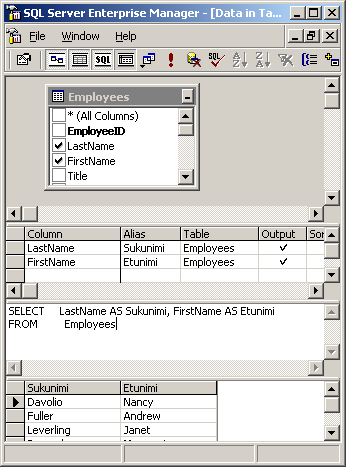 SQL Server Enterprise Manager - [Data in Ta...
File Window Help
SQL
SQL
Employees
* (All Columns)
EmployeeID
LastName
FirstName
Title
Column Alias Table Output Sor
LastName Sukunimi Employees
FirstName Etunimi Employees
SELECT LastName AS Sukunimi, FirstName AS Etunimi
FROM Employees
Sukunimi Etunimi
Davolio Nancy
Fuller Andrew
Leverling Janet